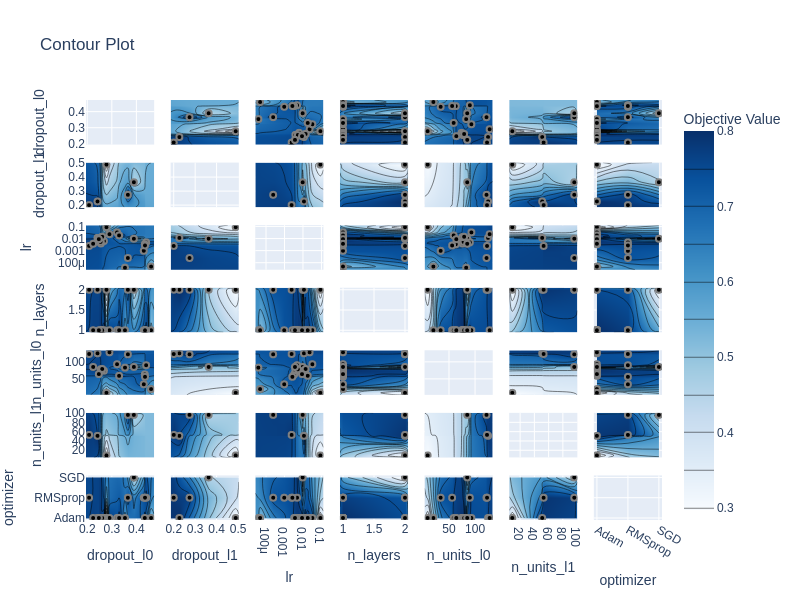 Contour Plot
Objective Value
0.8
0.7
0.6
0.5
0.4
0.3
dropout_l0
0.4
0.3
0.2
dropout_l1
0.5
0.4
0.3
0.2
lr
0.1
0.01
0.001
100μ
n_layers
2
1.5
1
n_units_l0
100
50
n_units_l1
100
80
60
40
20
optimizer
SGD
RMSprop
Adam
0.2 0.3 0.4
0.2 0.3 0.4 0.5
100μ 0.001 0.01 0.1
1 1.5 2
50 100
20 40 60 80 100
Adam RMSprop SGD
dropout_l0 dropout_l1 lr n_layers n_units_l0 n_units_l1 optimizer